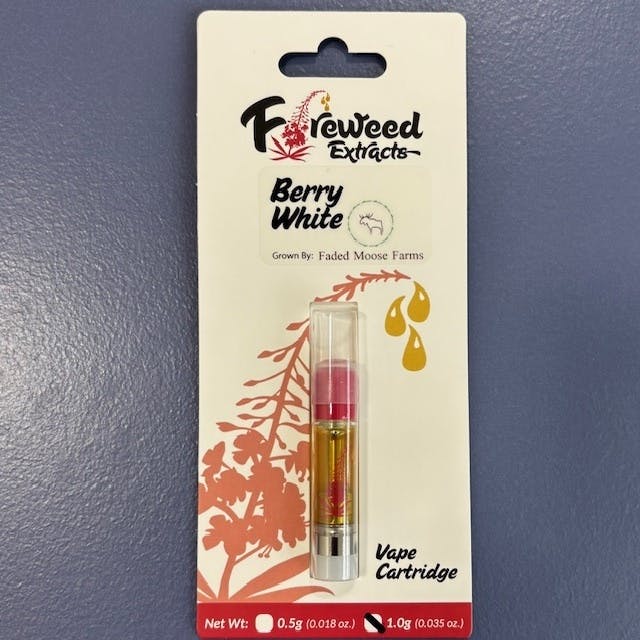 Fireweed
Extracts
Berry
White
Grown By: Faded Moose Farms
Vape
Cartridge
Net Wt: 0.5g (0.018 oz.) 1.0g (0.035 oz.)